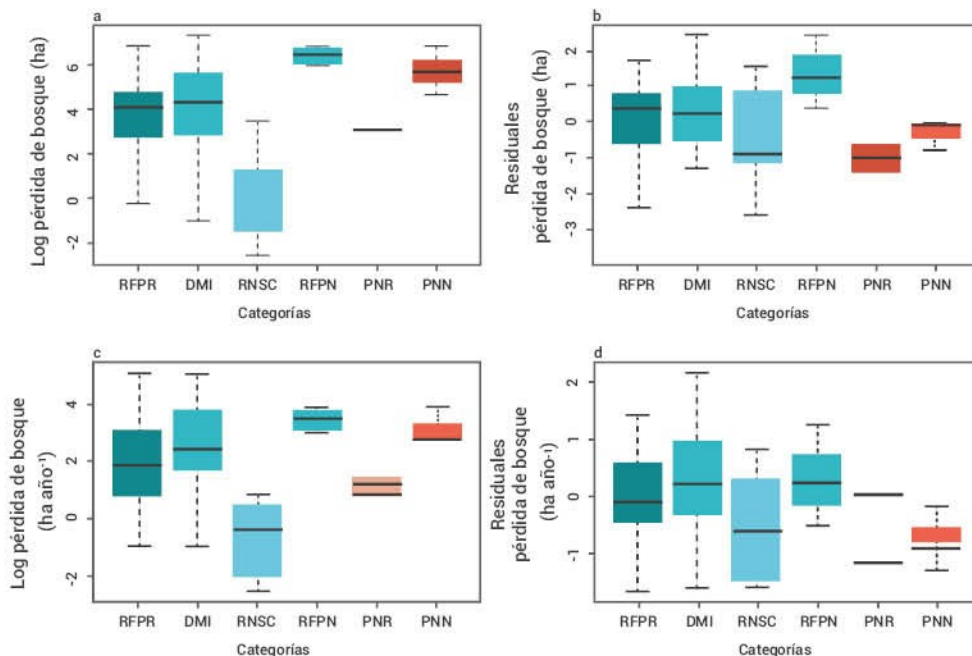 a
Log pérdida de bosque (ha)
6
4
2
0
-2
RFPR DMI RNSC RFPN PNR PNN
Categorías
b
Residuales
pérdida de bosque (ha)
2
1
0
-1
-2
-3
RFPR DMI RNSC RFPN PNR PNN
Categorías
c
Log pérdida de bosque
(ha año⁻¹)
4
2
0
-2
RFPR DMI RNSC RFPN PNR PNN
Categorías
d
Residuales
pérdida de bosque
(ha año⁻¹)
2
1
0
-1
RFPR DMI RNSC RFPN PNR PNN
Categorías